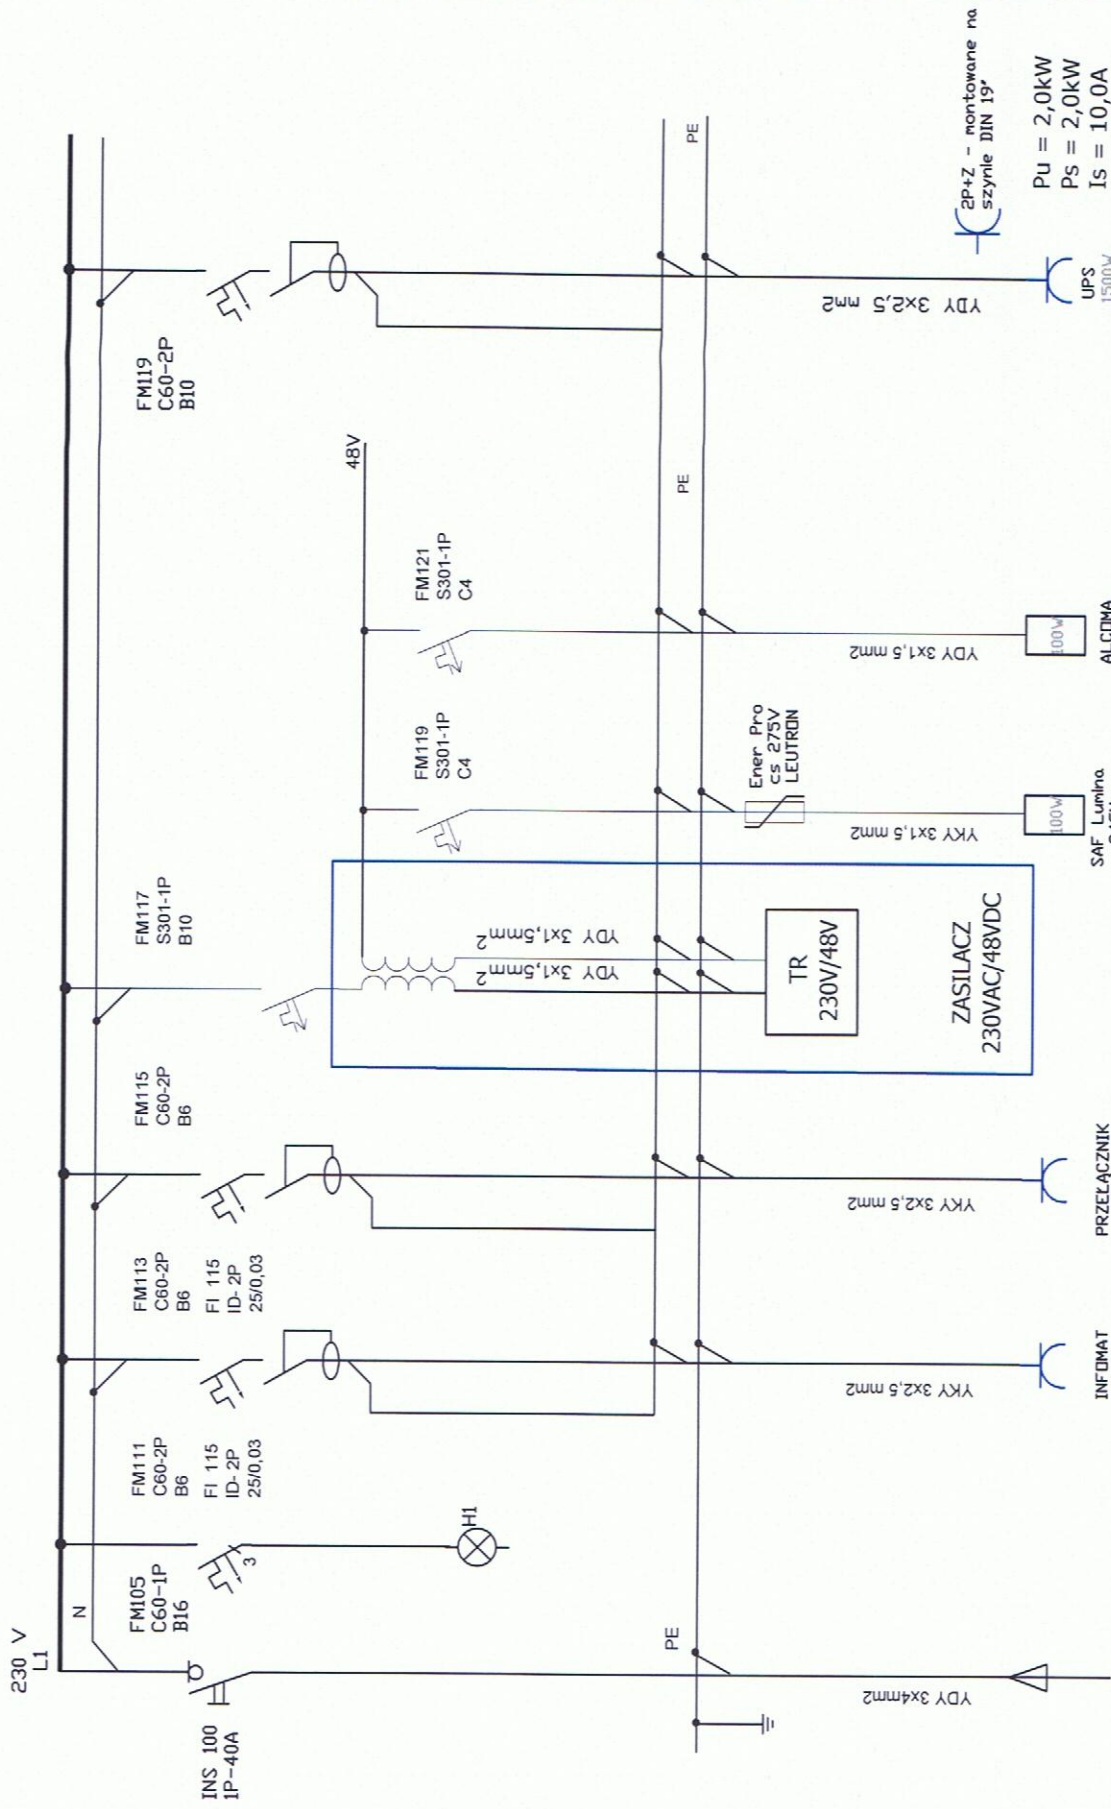 230 V
L1
N
INS 100
1P-40A
FM105
C60-1P
B16
3
H1
FM111
C60-2P
B6
FI 115
ID- 2P
25/0,03
FM113
C60-2P
B6
FI 115
ID- 2P
25/0,03
FM115
C60-2P
B6
FM117
S301-1P
B10
FM119
S301-1P
C4
FM121
S301-1P
C4
48V
FM119
C60-2P
B10
PE
PE
PE
YDY 3x4mm2
YKY 3x2,5 mm2
YKY 3x2,5 mm2
YDY 3x1,5mm2
YDY 3x1,5mm2
TR
230V/48V
ZASILACZ
230VAC/48VDC
Ener Pro
cs 275V
LEUTRON
YKY 3x1,5 mm2
YDY 3x1,5 mm2
YDY 3x2,5 mm2
2P+Z - montowane na
szynie DIN 19"
INFOMAT
PRZEŁĄCZNIK
100W
SAF Lumina
100W
ALCOMA
UPS
1500W
Pu = 2,0kW
Ps = 2,0kW
Is = 10,0A